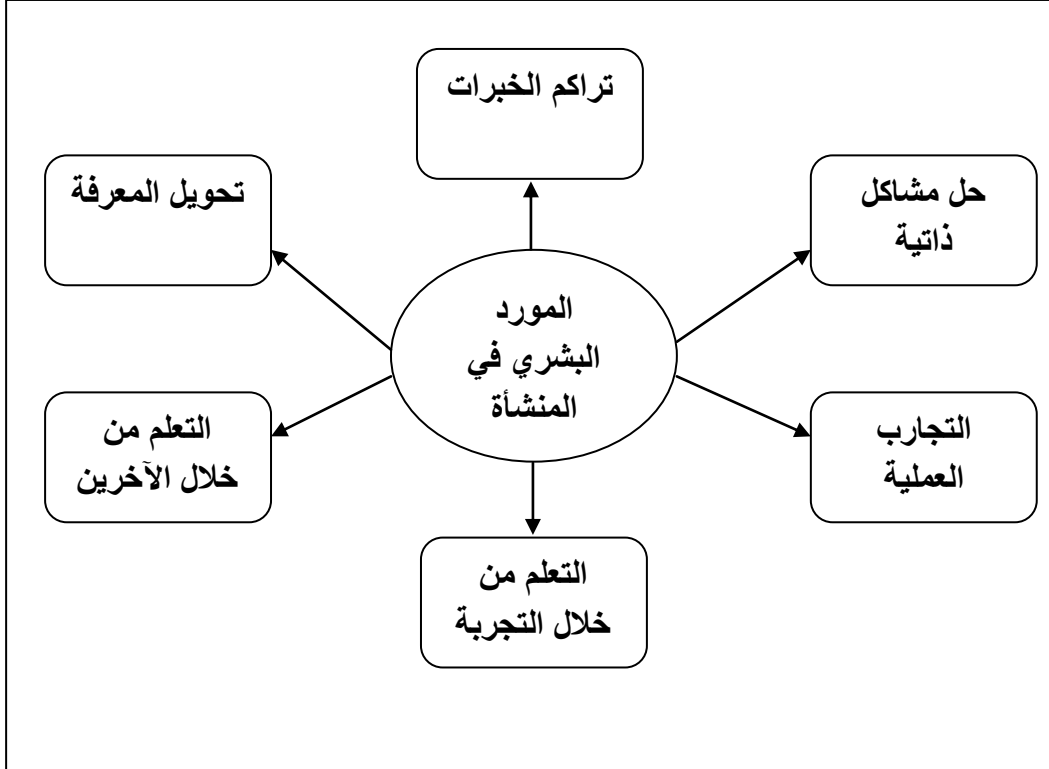 تراكم الخبرات
حل مشاكل
ذاتية
تحويل المعرفة
المورد
البشري في
المنشأة
التجارب
العملية
التعلم من
خلال الآخرين
التعلم من
خلال التجربة